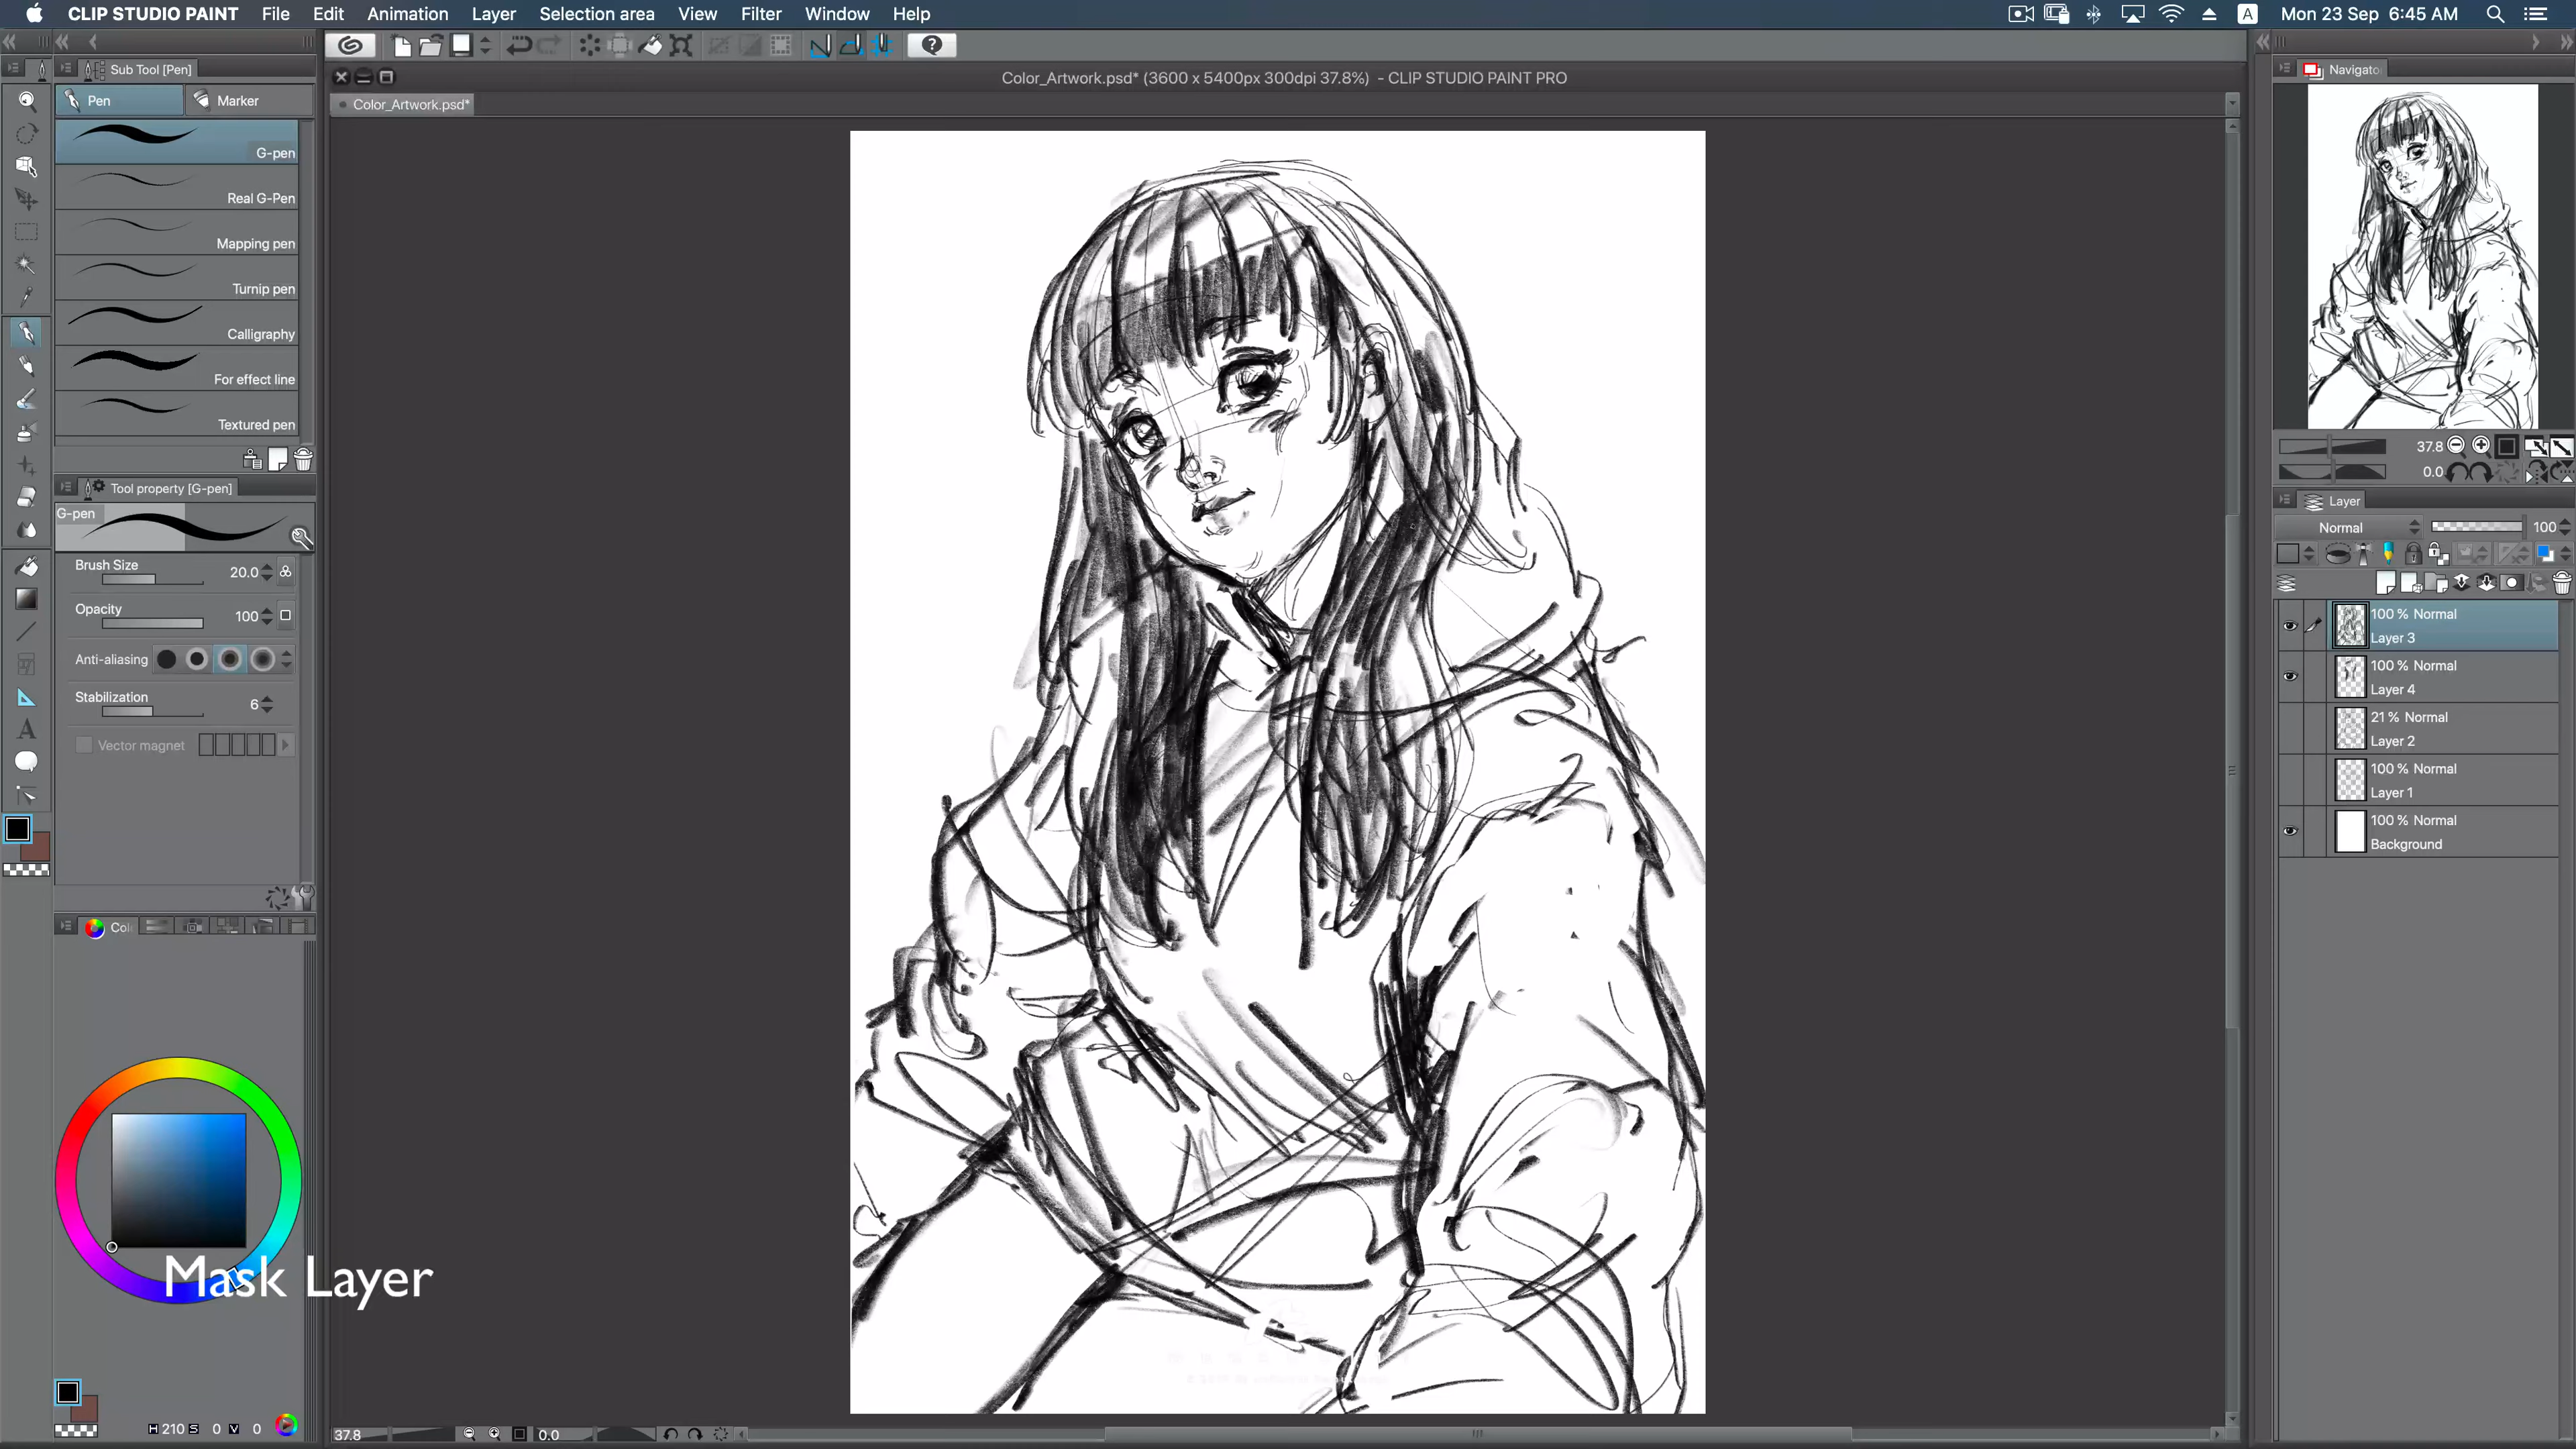 CLIP STUDIO PAINT File Edit Animation Layer Selection area View Filter Window Help A Mon 23 Sep 6:45 AM
Sub Tool [Pen]
Pen Marker
G-pen
Real G-Pen
Mapping pen
Turnip pen
Calligraphy
For effect line
Textured pen
Tool property [G-pen]
G-pen
Brush Size 20.0
Opacity 100
Anti-aliasing
Stabilization 6
Vector magnet
A
Colo
H 210 S 0 V 0
Mask Layer
?
Color_Artwork.psd* (3600 x 5400px 300dpi 37.8%) - CLIP STUDIO PAINT PRO
Color_Artwork.psd*
37.8 0.0
Navigato
37.8
0.0
Layer
Normal 100
100 % Normal
Layer 3
100 % Normal
Layer 4
21 % Normal
Layer 2
100 % Normal
Layer 1
100 % Normal
Background